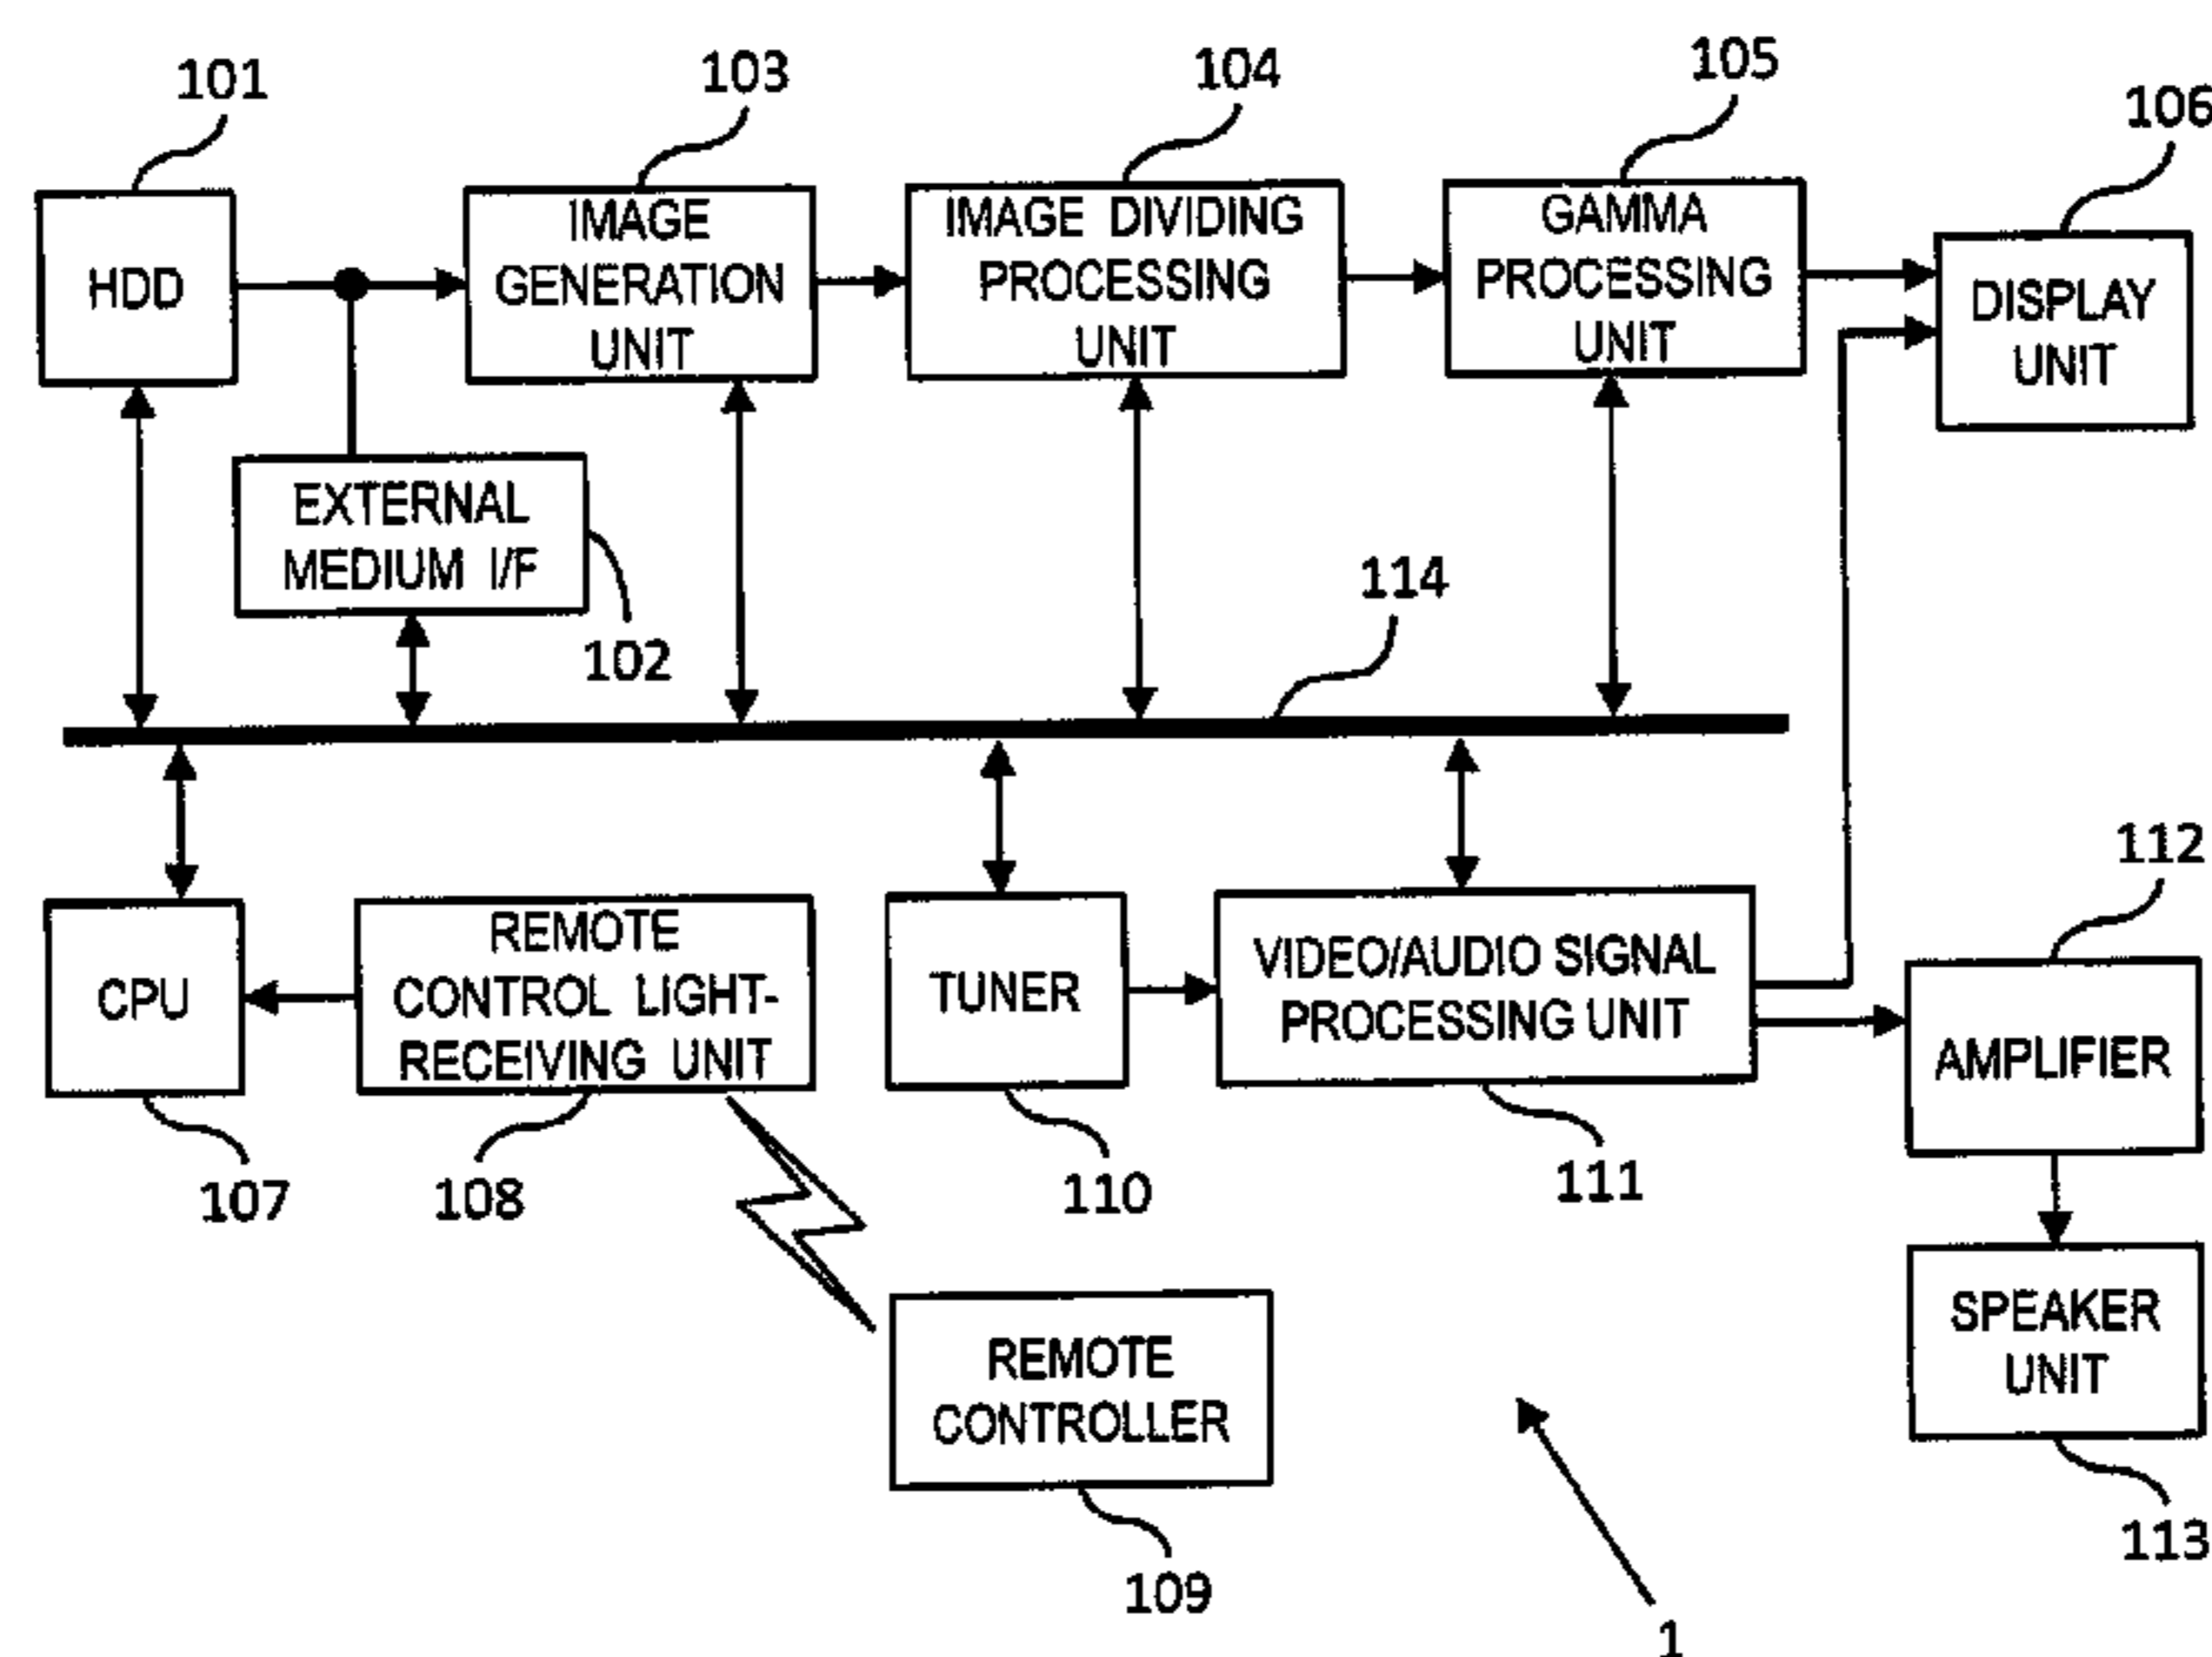 101
103
104
105
106
HDD
IMAGE
GENERATION
UNIT
IMAGE DIVIDING
PROCESSING
UNIT
GAMMA
PROCESSING
UNIT
DISPLAY
UNIT
EXTERNAL
MEDIUM I/F
102
114
112
CPU
REMOTE
CONTROL LIGHT-
RECEIVING UNIT
TUNER
VIDEO/AUDIO SIGNAL
PROCESSING UNIT
AMPLIFIER
107
108
110
111
REMOTE
CONTROLLER
SPEAKER
UNIT
109
113
1